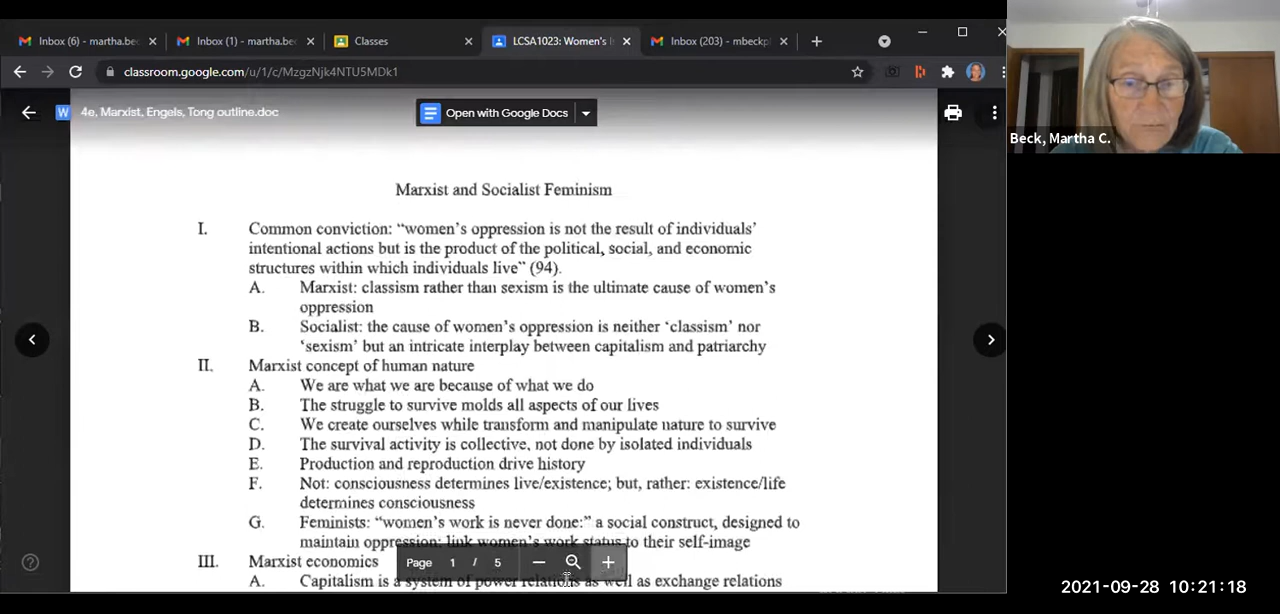 Inbox (6) - martha.bec
Inbox (1) - martha.bec
Classes
LCSA1023: Women's I
Inbox (203) - mbeckp
classroom.google.com/u/1/c/MzgzNjk4NTU5MDk1
4e, Marxist, Engels, Tong outline.doc
Open with Google Docs
Beck, Martha C.
Marxist and Socialist Feminism
I. Common conviction: “women’s oppression is not the result of individuals’
intentional actions but is the product of the political, social, and economic
structures within which individuals live” (94).
A. Marxist: classism rather than sexism is the ultimate cause of women’s
oppression
B. Socialist: the cause of women’s oppression is neither ‘classism’ nor
‘sexism’ but an intricate interplay between capitalism and patriarchy
II. Marxist concept of human nature
A. We are what we are because of what we do
B. The struggle to survive molds all aspects of our lives
C. We create ourselves while transform and manipulate nature to survive
D. The survival activity is collective, not done by isolated individuals
E. Production and reproduction drive history
F. Not: consciousness determines live/existence; but, rather: existence/life
determines consciousness
G. Feminists: “women’s work is never done:” a social construct, designed to
maintain oppression; link women’s work status to their self-image
III. Marxist economics
Page 1 / 5
A. Capitalism is a system of power relations as well as exchange relations
2021-09-28 10:21:18